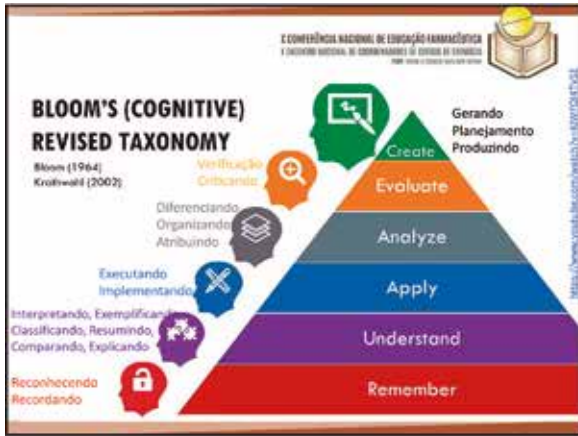 X CONFERÊNCIA NACIONAL DE EDUCAÇÃO FARMACÊUTICA
BLOOM'S (COGNITIVE)
REVISED TAXONOMY
Bloom (1964)
Krathwahl (2002)
Gerando
Planejamento
Produzindo
Create
Verificação
Criticando
Evaluate
Diferenciando
Organizando
Atribuindo
Analyze
Executando
Implementando
Apply
Interpretando, Exemplificando
Classificando, Resumindo,
Comparando, Explicando
Understand
Reconhecendo
Recordando
Remember